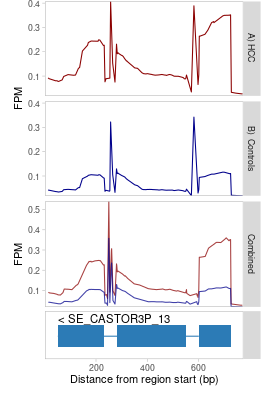 0.4
0.3
0.2
0.1
FPM
A) HCC
0.4
0.3
0.2
0.1
B) Controls
0.5
0.4
0.3
0.2
0.1
FPM
Combined
< SE_CASTOR3P_13
200 400 600
Distance from region start (bp)